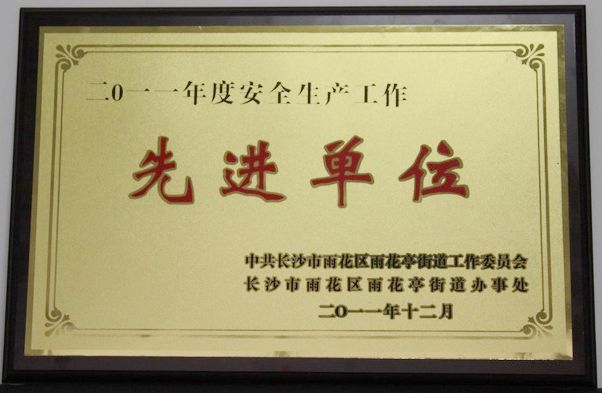 二0一一年度安全生产工作
先进单位
中共长沙市雨花区雨花亭街道工作委员会
长沙市雨花区雨花亭街道办事处
二0一一年十二月